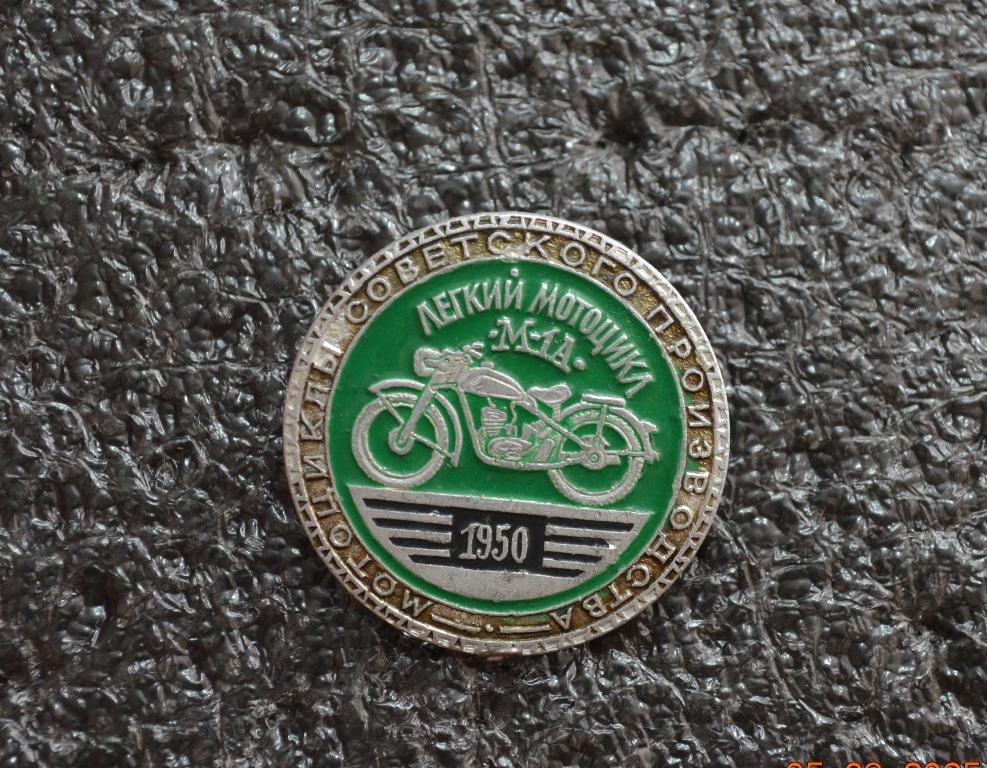 МОТОЦИКЛЫ СОВЕТСКОГО ПРОИЗВОДСТВА
ЛЕГКИЙ МОТОЦИКЛ
·М-1Д·
1950